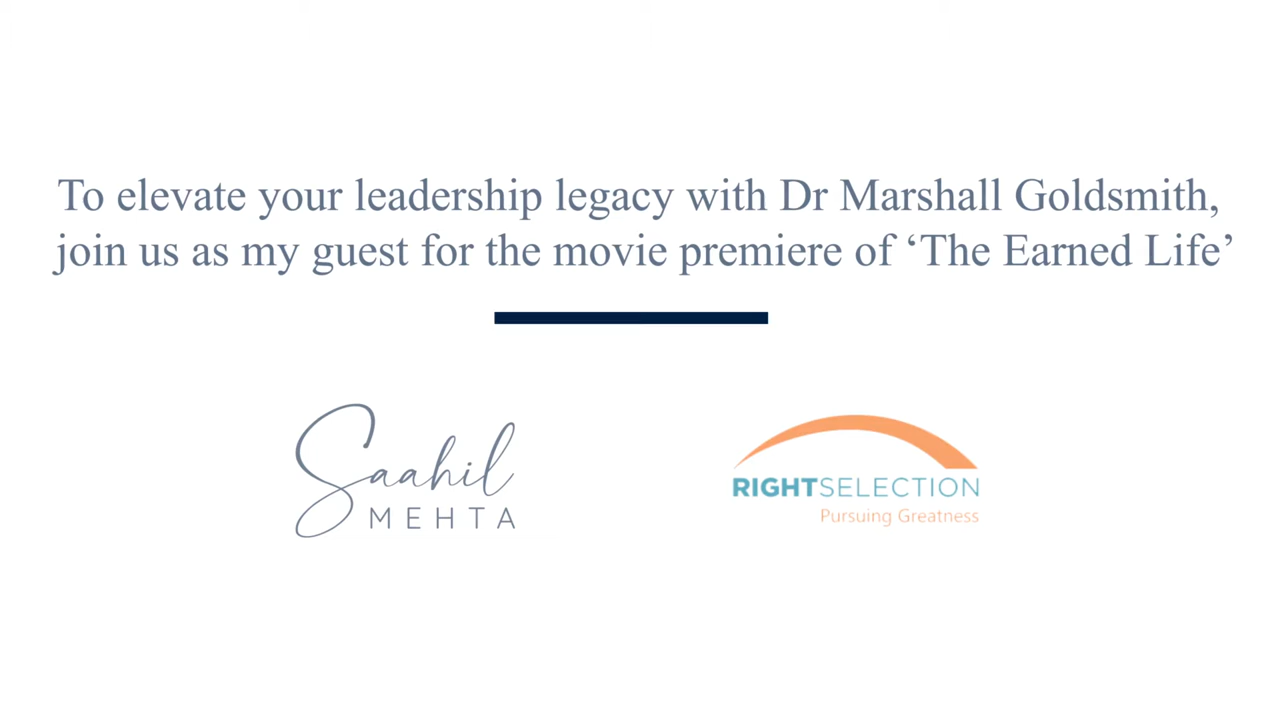 To elevate your leadership legacy with Dr Marshall Goldsmith,
join us as my guest for the movie premiere of ‘The Earned Life’
Saahil
MEHTA
RIGHTSELECTION
Pursuing Greatness